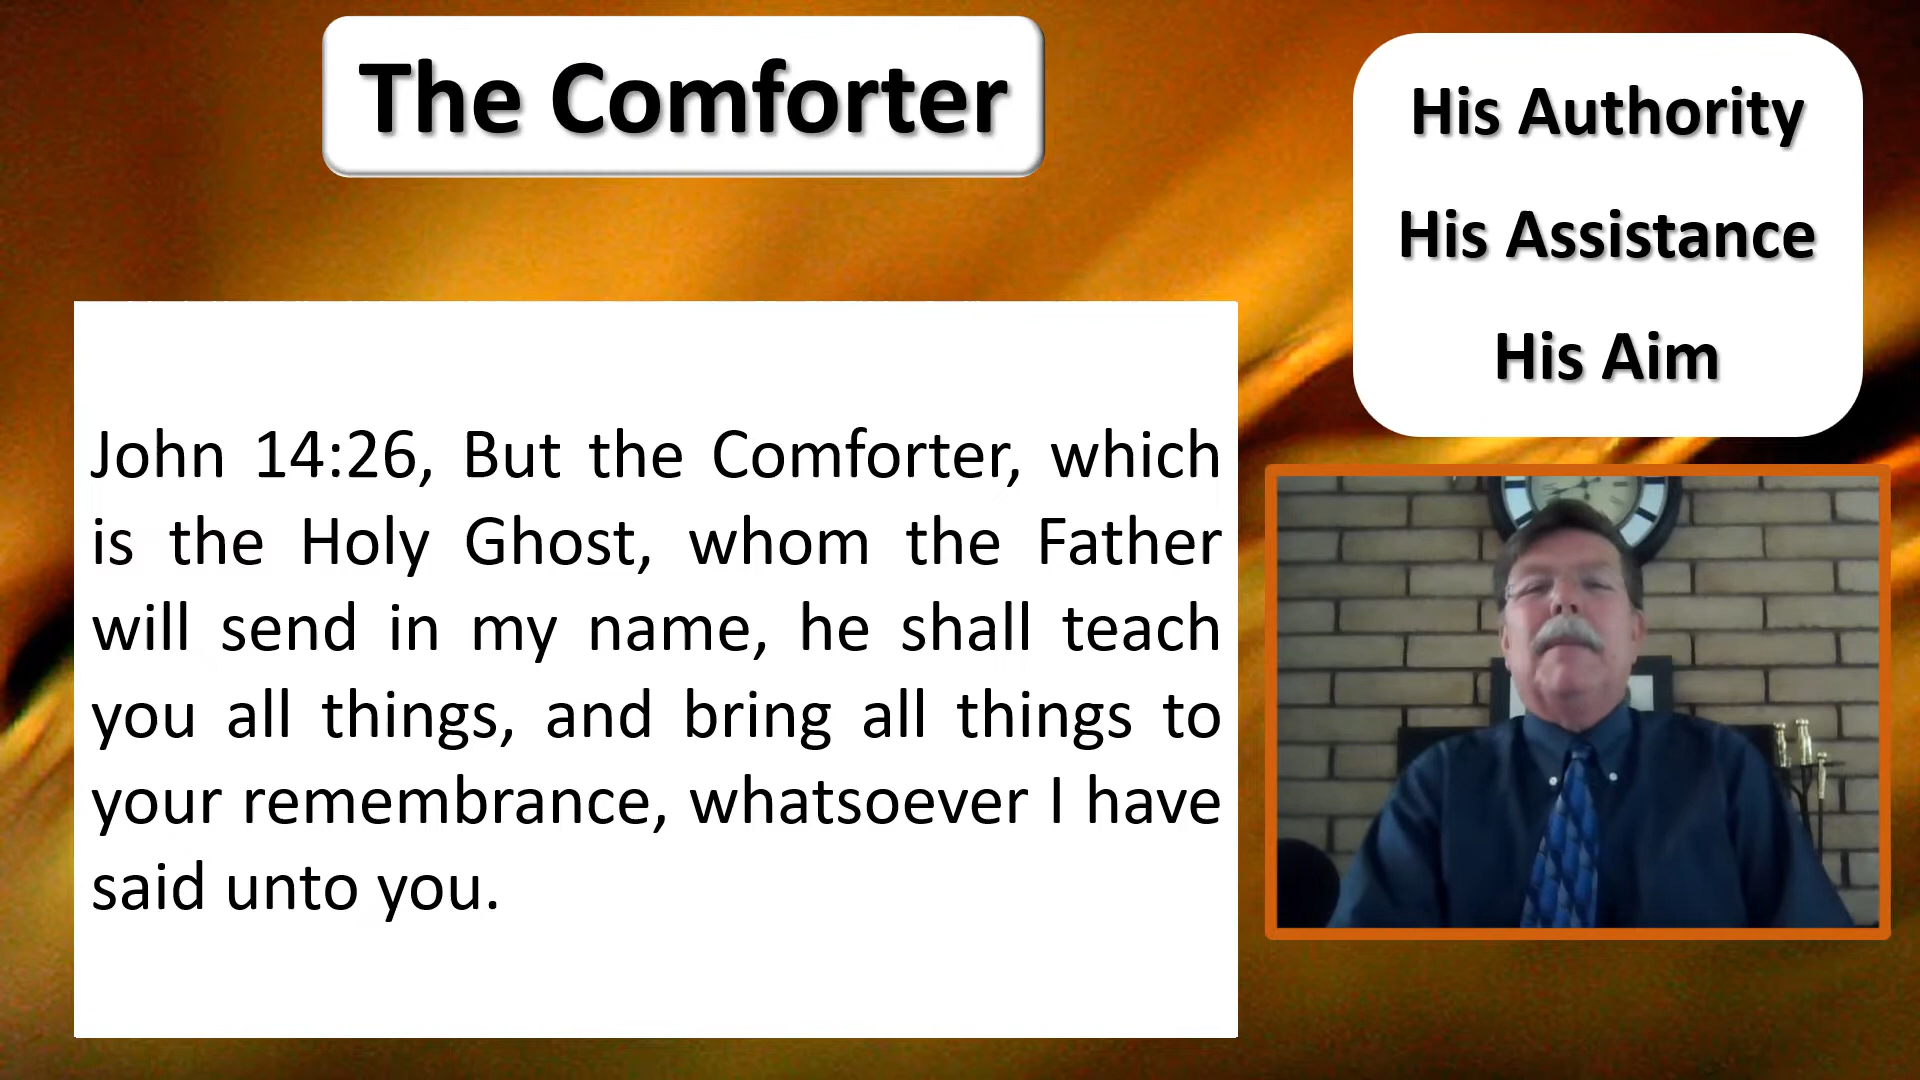 The Comforter
His Authority
His Assistance
His Aim
John 14:26, But the Comforter, which
is the Holy Ghost, whom the Father
will send in my name, he shall teach
you all things, and bring all things to
your remembrance, whatsoever I have
said unto you.